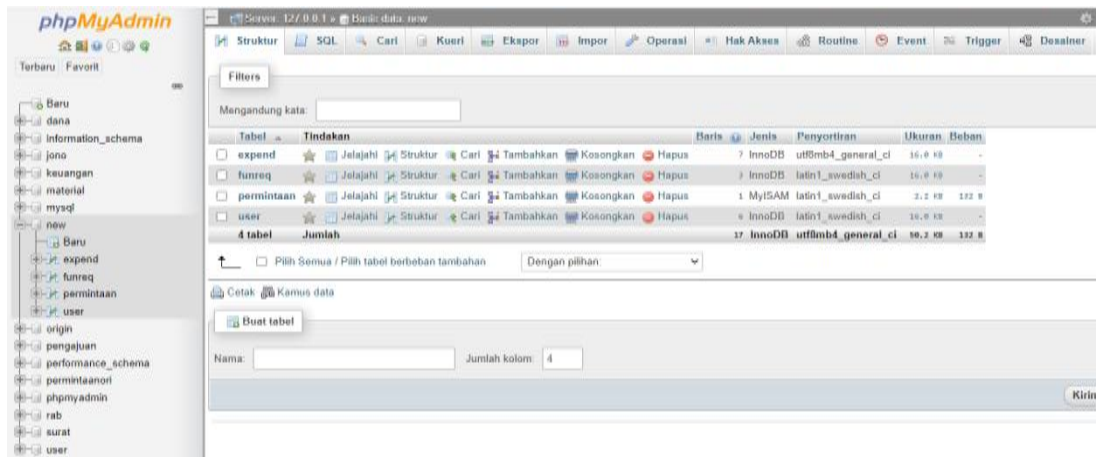 phpMyAdmin
Terbaru Favorit
Baru
dana
information_schema
jono
keuangan
material
mysql
new
Baru
expend
funreq
permintaan
user
origin
pengajuan
performance_schema
permintaanori
phpmyadmin
rab
surat
user
Server: 127.0.0.1 » Basis data: new
Struktur SQL Cari Kueri Ekspor Impor Operasi Hak Akses Routine Event Trigger Desainer
Filters
Mengandung kata:
Tabel Tindakan Baris Jenis Penyortiran Ukuran Beban
expend Jelajahi Struktur Cari Tambahkan Kosongkan Hapus 7 InnoDB utf8mb4_general_ci 16.0 KB -
funreq Jelajahi Struktur Cari Tambahkan Kosongkan Hapus 3 InnoDB latin1_swedish_ci 16.0 KB -
permintaan Jelajahi Struktur Cari Tambahkan Kosongkan Hapus 1 MyISAM latin1_swedish_ci 2.2 KB 132 B
user Jelajahi Struktur Cari Tambahkan Kosongkan Hapus 6 InnoDB latin1_swedish_ci 16.0 KB -
4 tabel Jumlah 17 InnoDB utf8mb4_general_ci 50.2 KB 132 B
Pilih Semua / Pilih tabel berbeban tambahan Dengan pilihan:
Cetak Kamus data
Buat tabel
Nama: Jumlah kolom: 4
Kirim